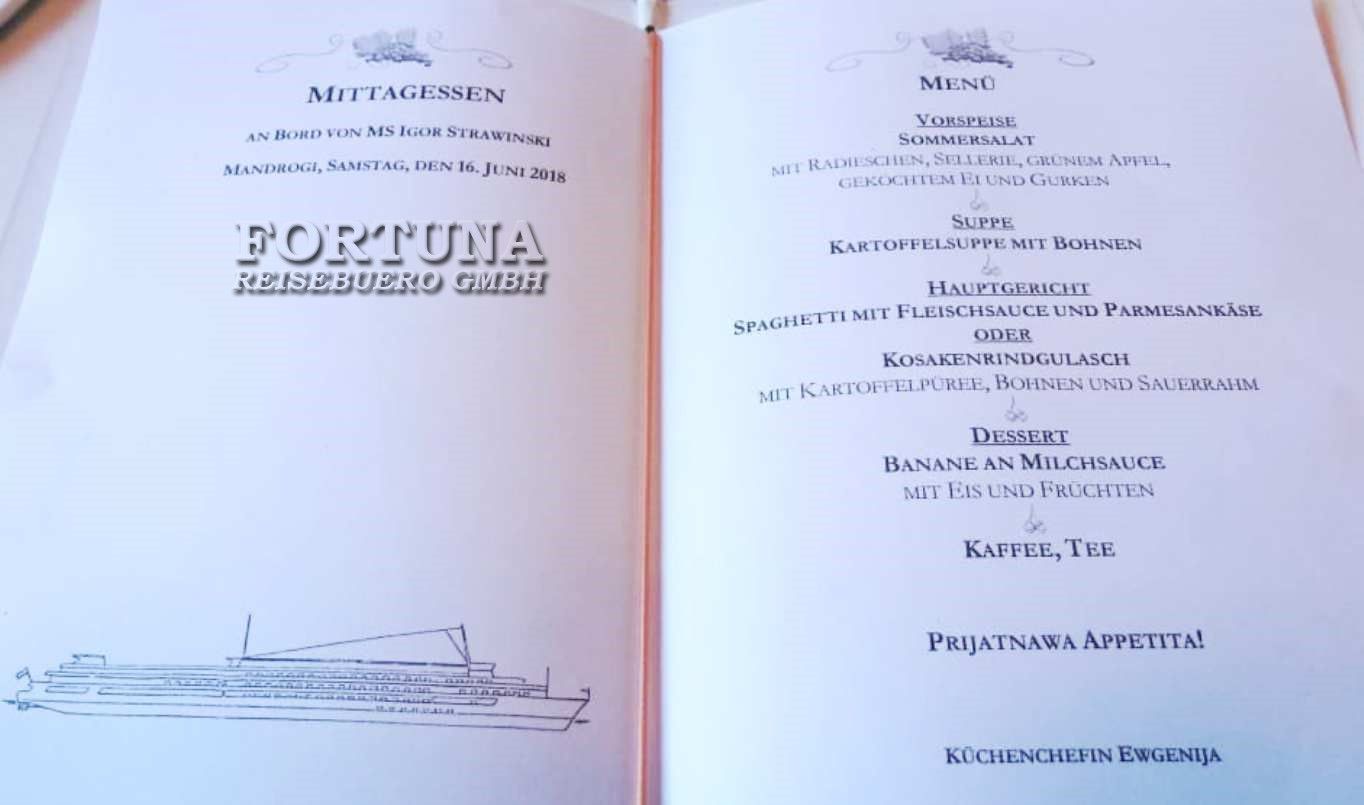 MITTAGESSEN
AN BORD VON MS IGOR STRAWINSKI
MANDROGI, SAMSTAG, DEN 16. JUNI 2018
FORTUNA
REISEBUERO GMBH
MENÜ
VORSPEISE
SOMMERSALAT
MIT RADIESCHEN, SELLERIE, GRÜNEM APFEL,
GEKOCHTEM EI UND GURKEN
SUPPE
KARTOFFELSUPPE MIT BOHNEN
HAUPTGERICHT
SPAGHETTI MIT FLEISCHSAUCE UND PARMESANKÄSE
ODER
KOSAKENRINDGULASCH
MIT KARTOFFELPÜREE, BOHNEN UND SAUERRAHM
DESSERT
BANANE AN MILCHSAUCE
MIT EIS UND FRÜCHTEN
KAFFEE, TEE
PRIJATNAWA APPETITA!
KÜCHENCHEFIN EWGENIJA